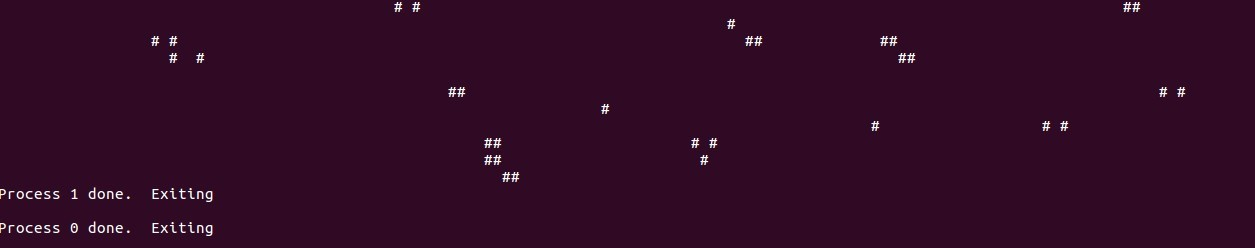 # # ##
#
# # ## ##
# # ##
## # #
#
# # #
## # #
## #
##
Process 1 done.  Exiting
Process 0 done.  Exiting